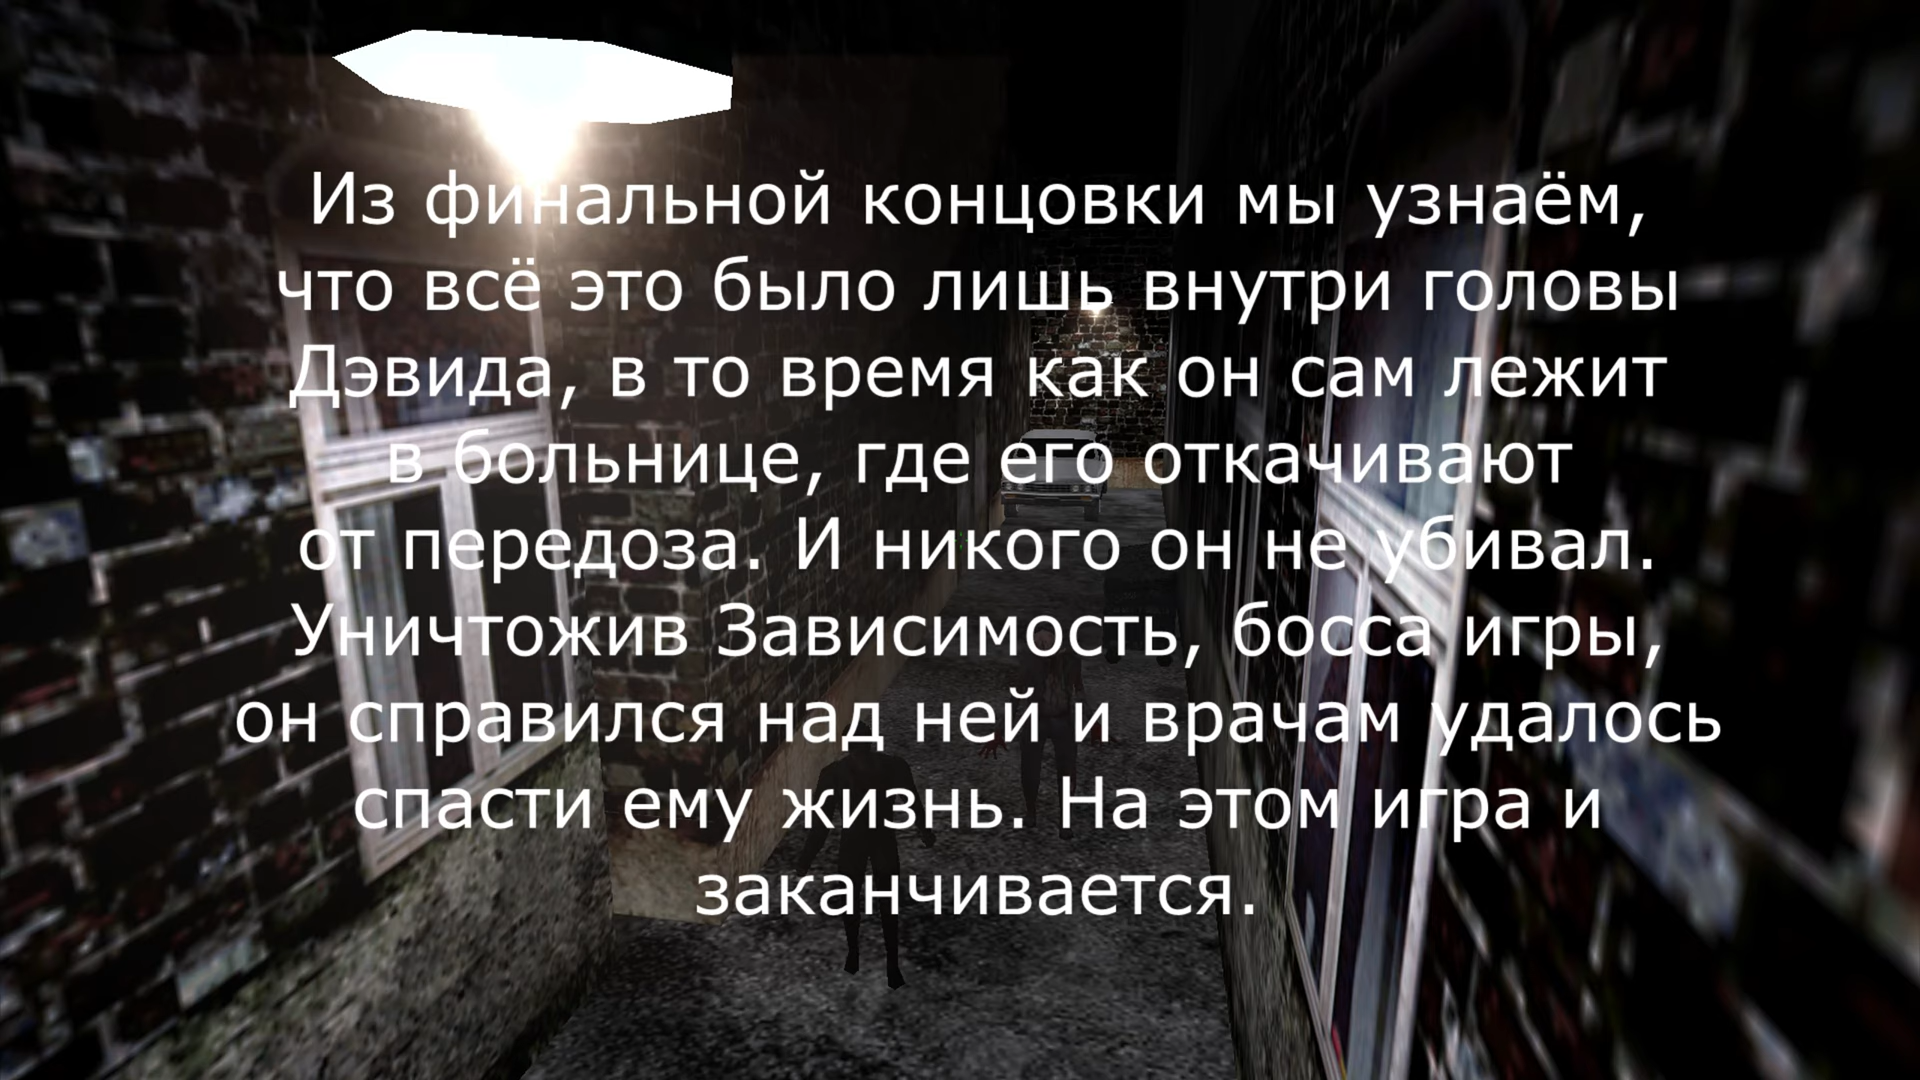 Из финальной концовки мы узнаём,
что всё это было лишь внутри головы
Дэвида, в то время как он сам лежит
в больнице, где его откачивают
от передоза. И никого он не убивал.
Уничтожив Зависимость, босса игры,
он справился над ней и врачам удалось
спасти ему жизнь. На этом игра и
заканчивается.